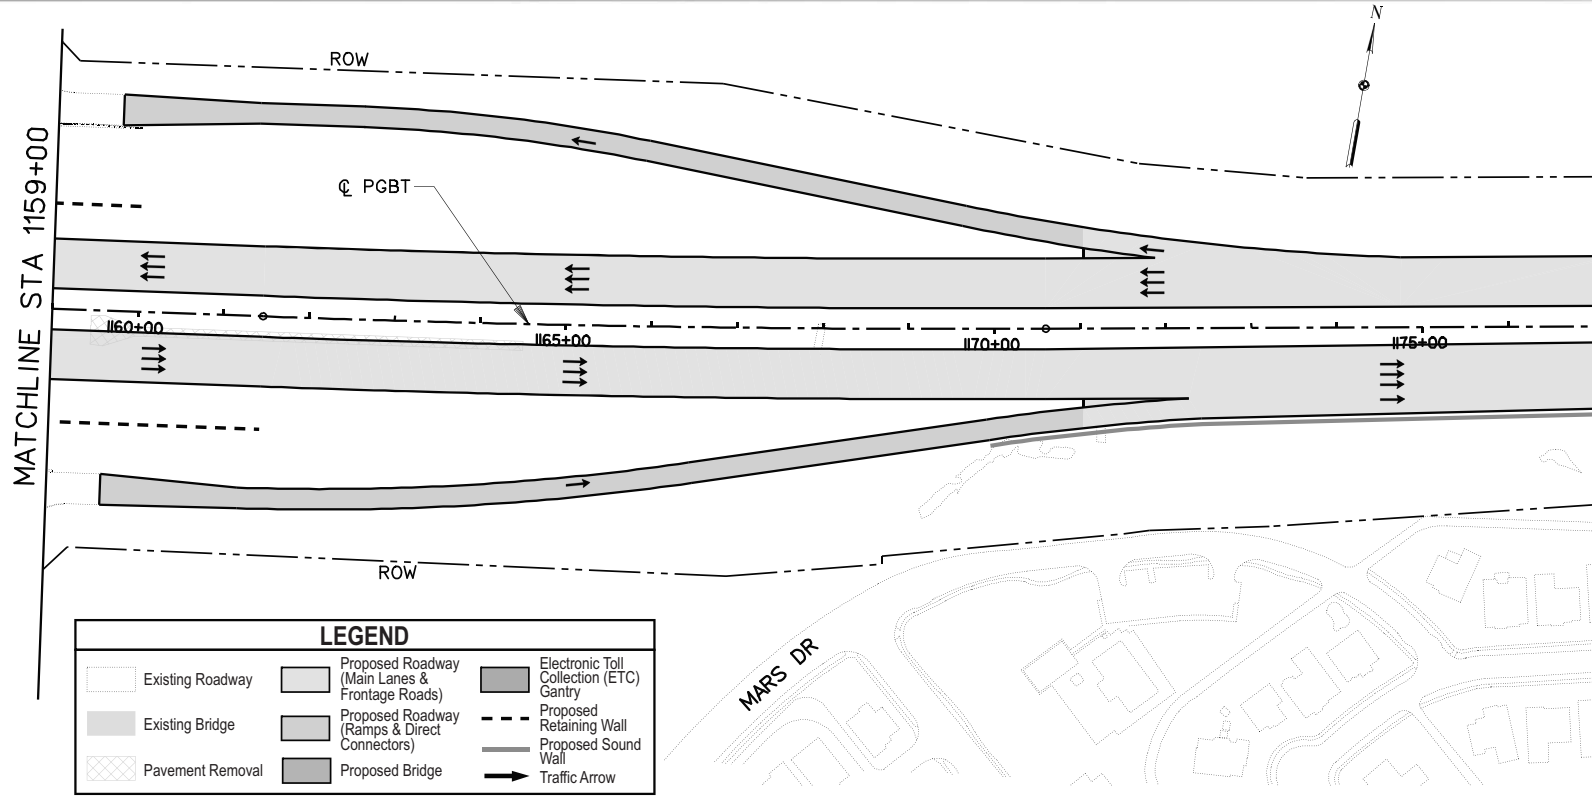 N
ROW
MATCHLINE STA 1159+00
℄ PGBT
1160+00
1165+00
1170+00
1175+00
ROW
MARS DR
LEGEND
Existing Roadway
Existing Bridge
Pavement Removal
Proposed Roadway
(Main Lanes &
Frontage Roads)
Proposed Roadway
(Ramps & Direct
Connectors)
Proposed Bridge
Electronic Toll
Collection (ETC)
Gantry
Proposed
Retaining Wall
Proposed Sound
Wall
Traffic Arrow